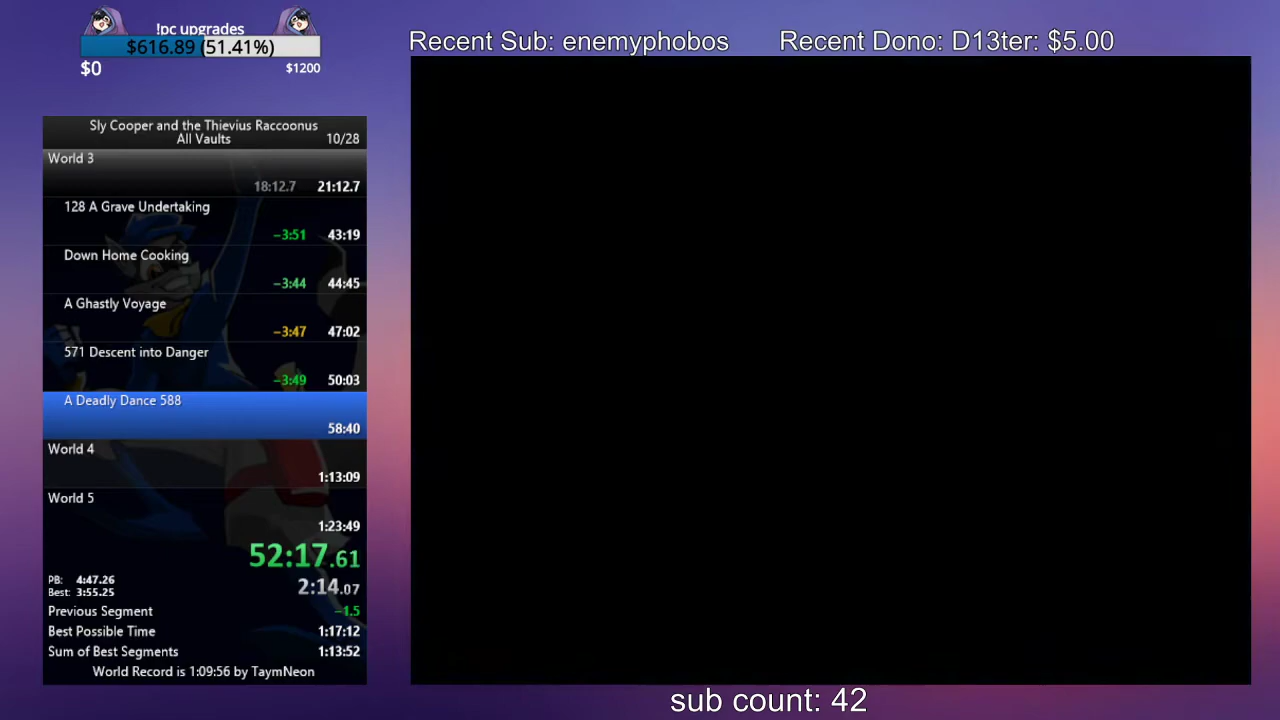 !pc upgrades
$616.89 (51.41%)
$0
$1200
Recent Sub: enemyphobos
Recent Dono: D13ter: $5.00
Sly Cooper and the Thievius Raccoonus
All Vaults
10/28
World 3
18:12.7 21:12.7
128 A Grave Undertaking
−3:51 43:19
Down Home Cooking
−3:44 44:45
A Ghastly Voyage
−3:47 47:02
571 Descent into Danger
−3:49 50:03
A Deadly Dance 588
58:40
World 4
1:13:09
World 5
1:23:49
52:17.61
PB: 4:47.26
Best: 3:55.25
2:14.07
Previous Segment −1.5
Best Possible Time 1:17:12
Sum of Best Segments 1:13:52
World Record is 1:09:56 by TaymNeon
sub count: 42